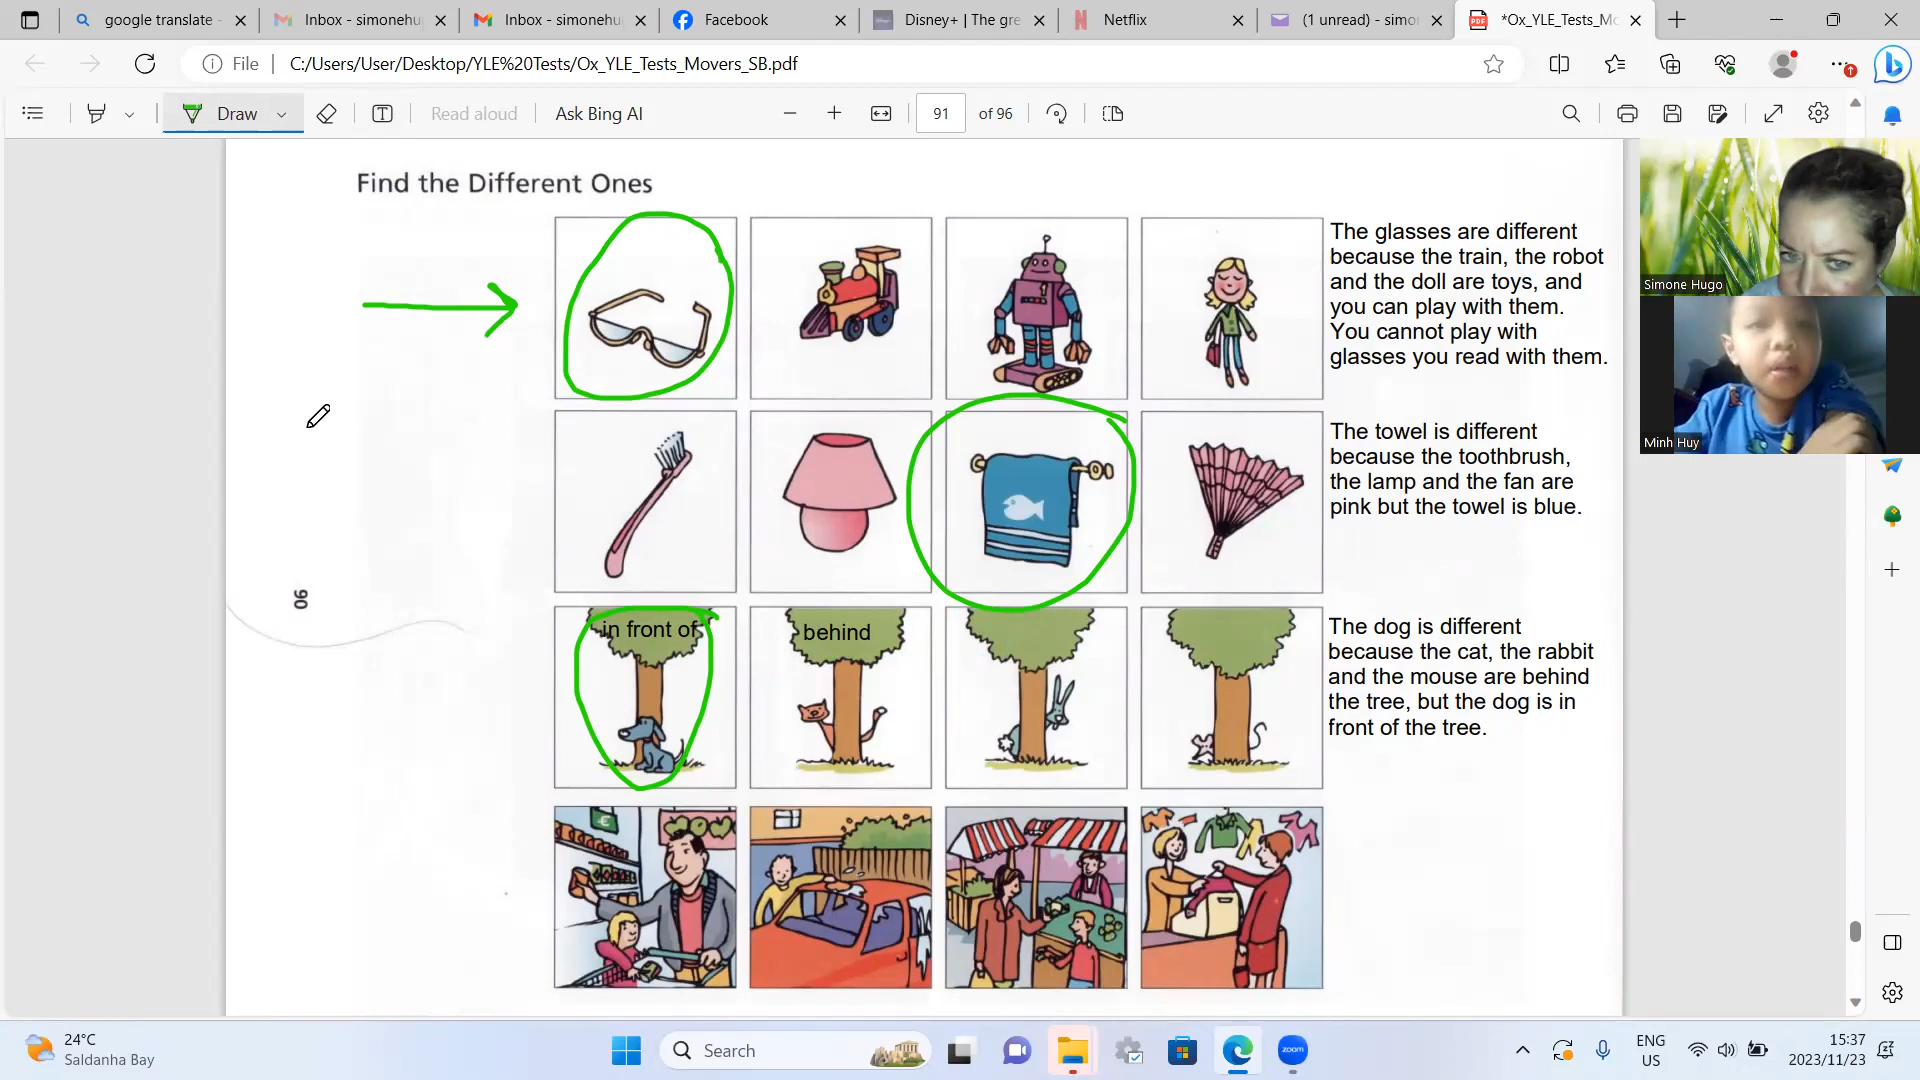 google translate -
Inbox - simonehu
Inbox - simonehu
Facebook
Disney+ | The gre
Netflix
(1 unread) - simo
*Ox_YLE_Tests_Mo
File
C:/Users/User/Desktop/YLE%20Tests/Ox_YLE_Tests_Movers_SB.pdf
Draw
Read aloud
Ask Bing AI
91
of 96
Find the Different Ones
The glasses are different
because the train, the robot
and the doll are toys, and
you can play with them.
You cannot play with
glasses you read with them.
Simone Hugo
Minh Huy
The towel is different
because the toothbrush,
the lamp and the fan are
pink but the towel is blue.
90
in front of
behind
The dog is different
because the cat, the rabbit
and the mouse are behind
the tree, but the dog is in
front of the tree.
€
24°C
Saldanha Bay
Search
zoom
ENG
US
15:37
2023/11/23